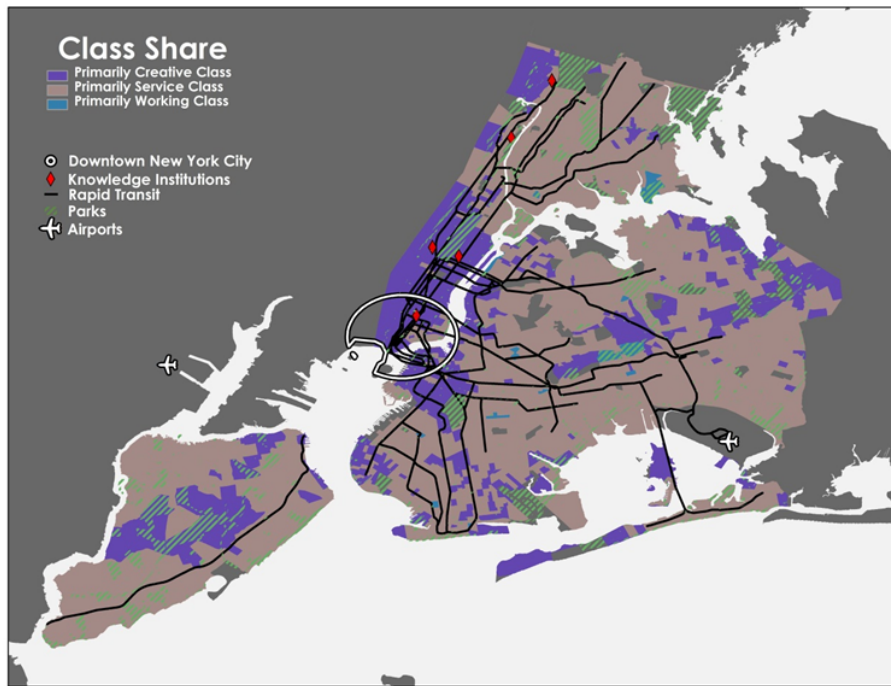 Class Share
Primarily Creative Class
Primarily Service Class
Primarily Working Class
Downtown New York City
Knowledge Institutions
Rapid Transit
Parks
Airports